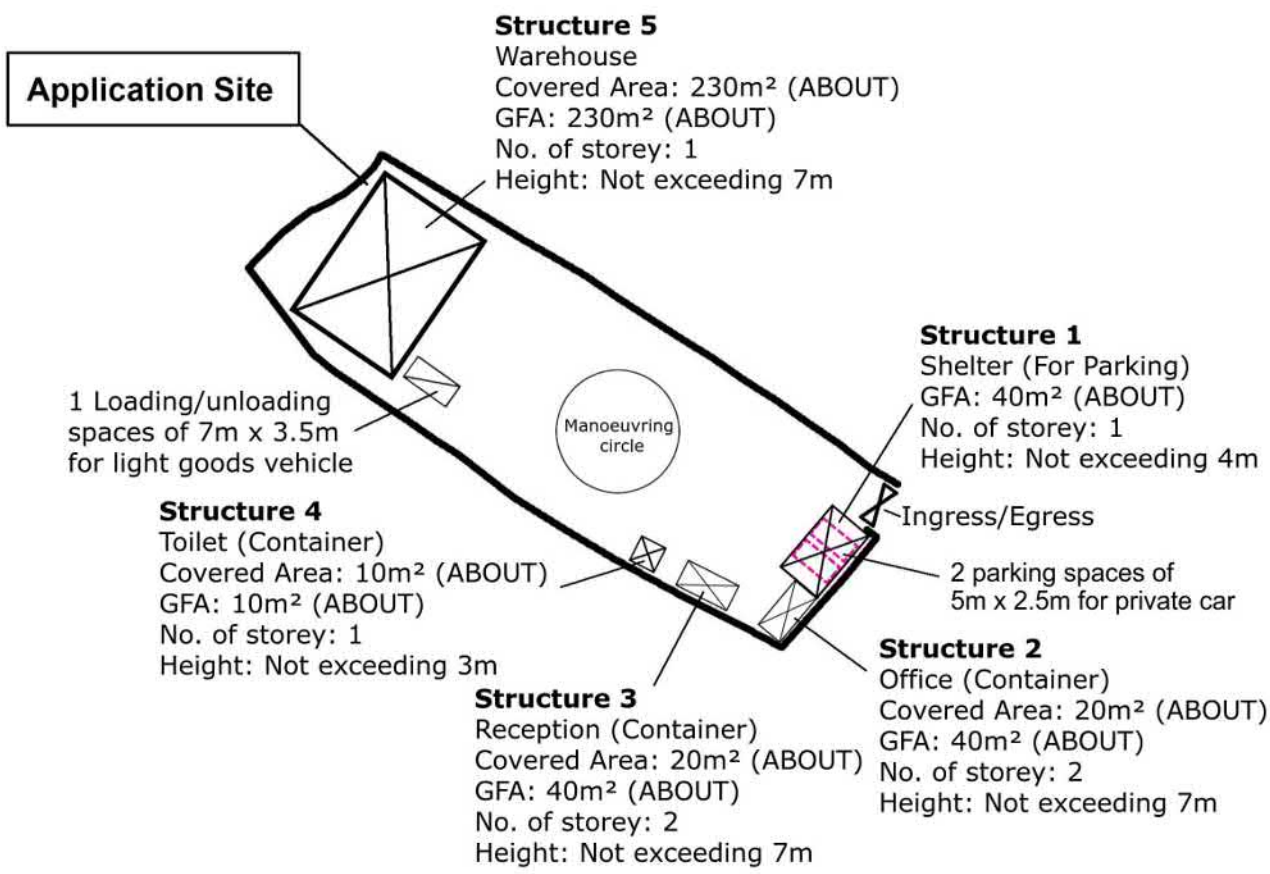 Application Site
Structure 5
Warehouse
Covered Area: 230m² (ABOUT)
GFA: 230m² (ABOUT)
No. of storey: 1
Height: Not exceeding 7m
Structure 1
Shelter (For Parking)
GFA: 40m² (ABOUT)
No. of storey: 1
Height: Not exceeding 4m
1 Loading/unloading
spaces of 7m x 3.5m
for light goods vehicle
Manoeuvring
circle
Ingress/Egress
2 parking spaces of
5m x 2.5m for private car
Structure 4
Toilet (Container)
Covered Area: 10m² (ABOUT)
GFA: 10m² (ABOUT)
No. of storey: 1
Height: Not exceeding 3m
Structure 3
Reception (Container)
Covered Area: 20m² (ABOUT)
GFA: 40m² (ABOUT)
No. of storey: 2
Height: Not exceeding 7m
Structure 2
Office (Container)
Covered Area: 20m² (ABOUT)
GFA: 40m² (ABOUT)
No. of storey: 2
Height: Not exceeding 7m